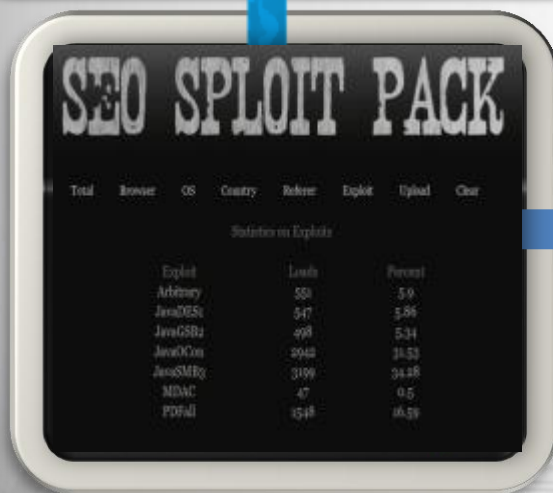 SEO SPLOIT PACK
Total Browser OS Country Referer Exploit Upload Clear
Statistics on Exploits
Exploit Loads Percent
Arbitrary 551 5.9
JavaDES1 547 5.86
JavaGSB2 498 5.34
JavaOCon 2942 31.53
JavaSMB3 3199 34.28
MDAC 47 0.5
PDFall 1548 16.59